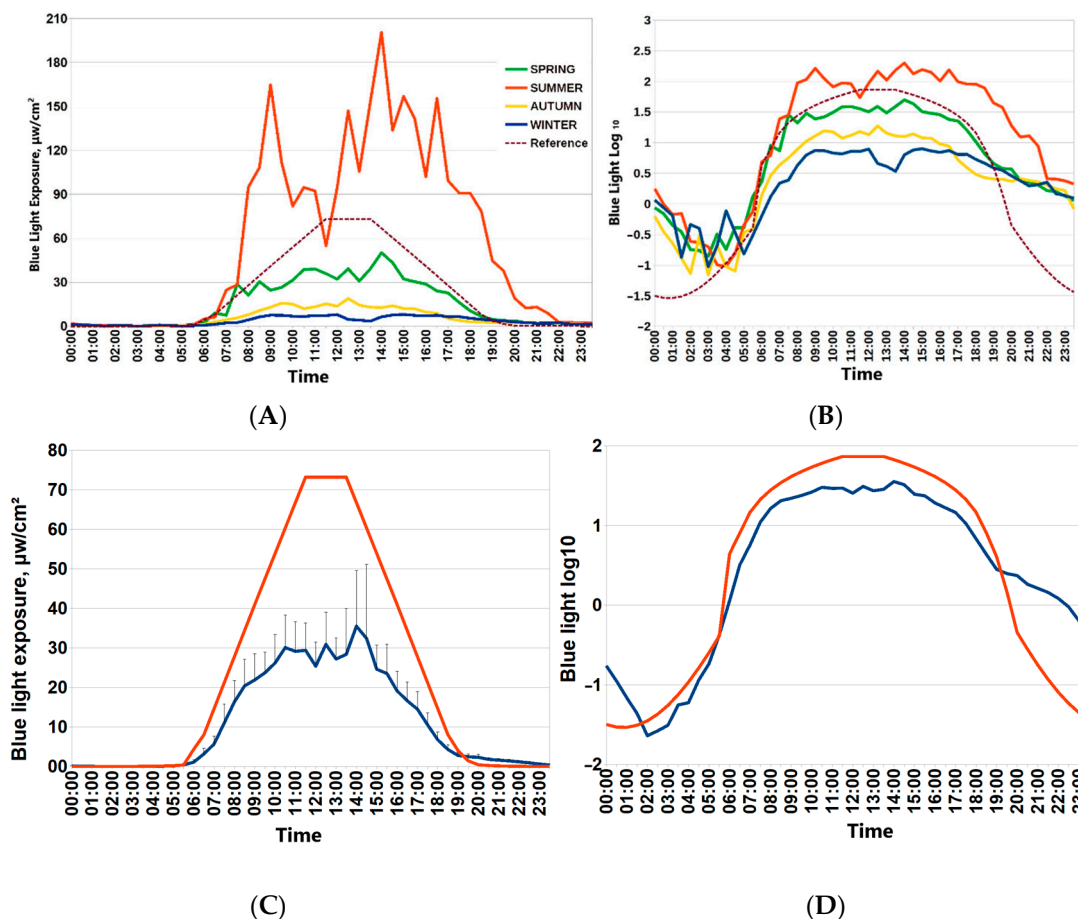 210
180
150
120
90
60
30
0
Blue Light Exposure, μw/cm²
SPRING
SUMMER
AUTUMN
WINTER
Reference
00:00 01:00 02:00 03:00 04:00 05:00 06:00 07:00 08:00 09:00 10:00 11:00 12:00 13:00 14:00 15:00 16:00 17:00 18:00 19:00 20:00 21:00 22:00 23:00
Time
(A)
3
2.5
2
1.5
1
0.5
0
−0.5
−1
−1.5
−2
Blue Light Log 10
00:00 01:00 02:00 03:00 04:00 05:00 06:00 07:00 08:00 09:00 10:00 11:00 12:00 13:00 14:00 15:00 16:00 17:00 18:00 19:00 20:00 21:00 22:00 23:00
Time
(B)
80
70
60
50
40
30
20
10
00
Blue light exposure, μw/cm²
00:00 01:00 02:00 03:00 04:00 05:00 06:00 07:00 08:00 09:00 10:00 11:00 12:00 13:00 14:00 15:00 16:00 17:00 18:00 19:00 20:00 21:00 22:00 23:00
Time
(C)
2
1
0
−1
−2
Blue light log10
00:00 01:00 02:00 03:00 04:00 05:00 06:00 07:00 08:00 09:00 10:00 11:00 12:00 13:00 14:00 15:00 16:00 17:00 18:00 19:00 20:00 21:00 22:00 23:00
Time
(D)